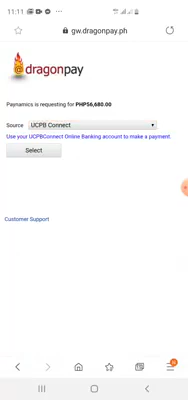 11:11
gw.dragonpay.ph
dragonpay
Paynamics is requesting for PHP56,680.00
Source UCPB Connect
Use your UCPBConnect Online Banking account to make a payment.
Select
Customer Support